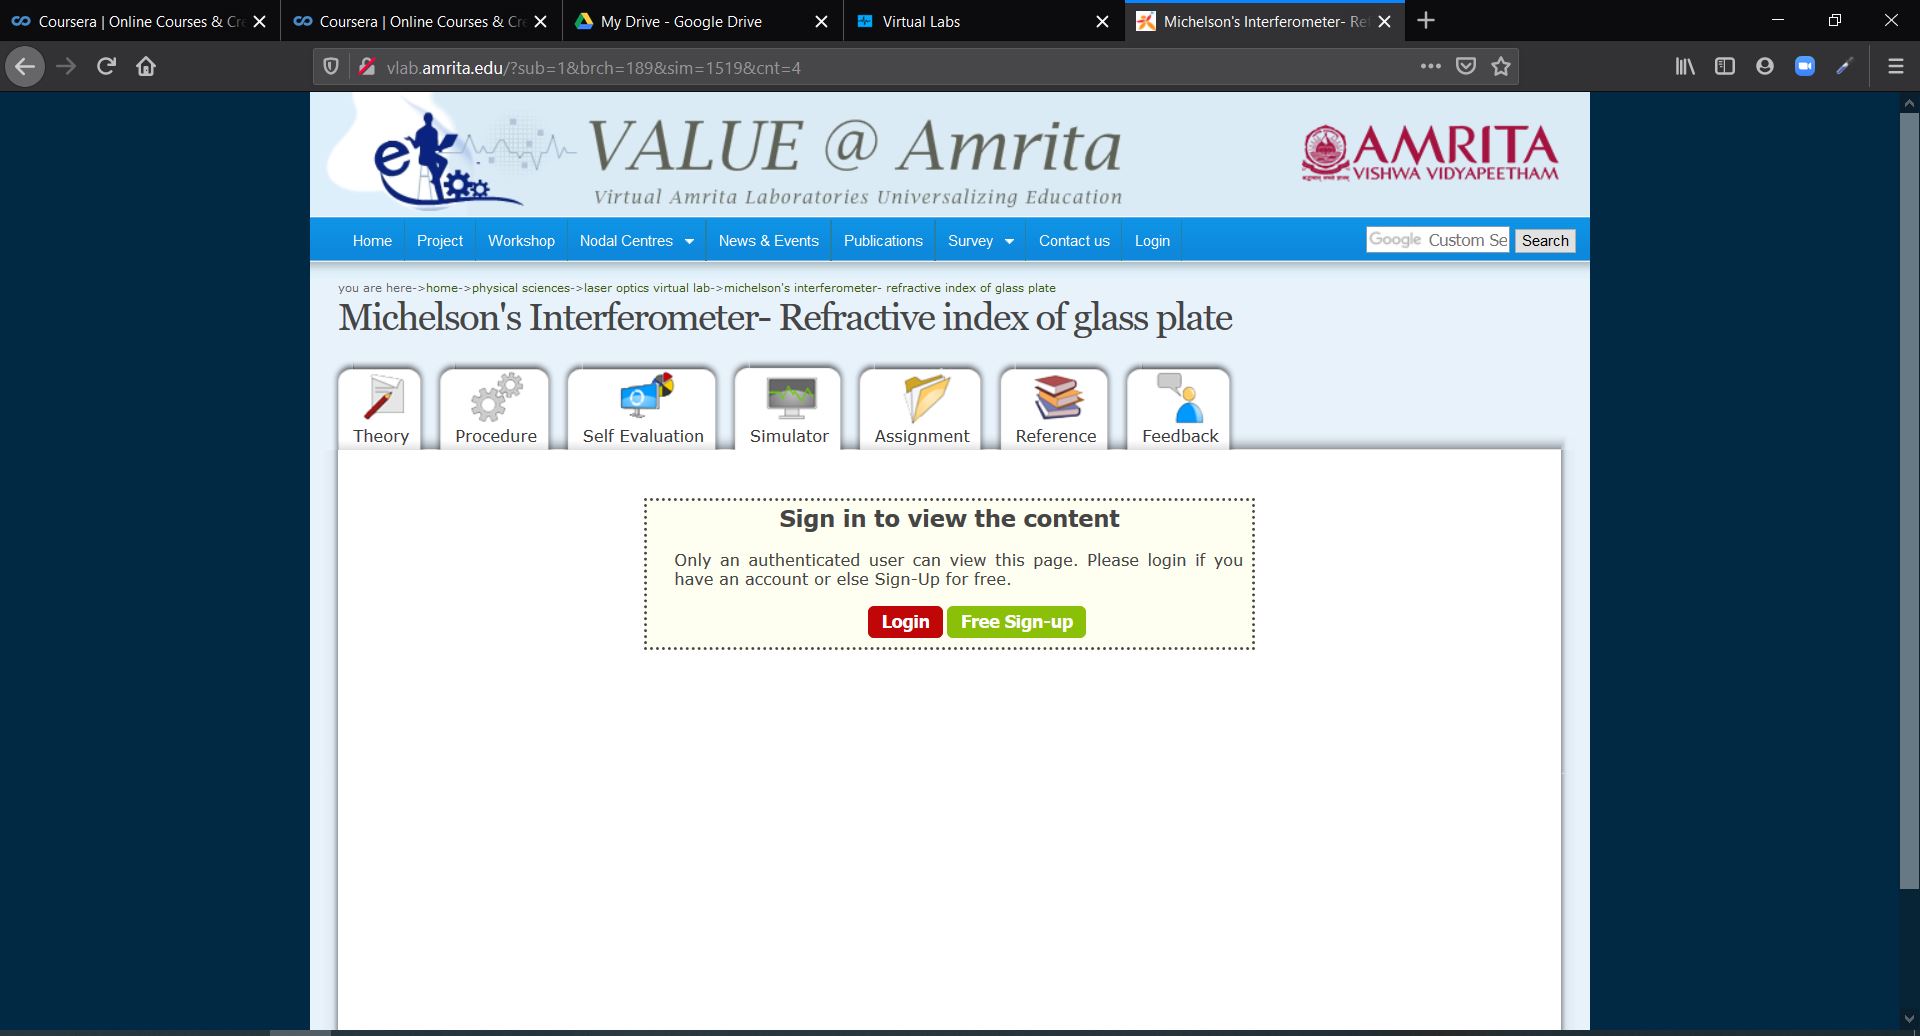 Coursera | Online Courses & Cre
Coursera | Online Courses & Cre
My Drive - Google Drive
Virtual Labs
Michelson's Interferometer- Ref
vlab.amrita.edu/?sub=1&brch=189&sim=1519&cnt=4
e
VALUE @ Amrita
Virtual Amrita Laboratories Universalizing Education
AMRITA
VISHWA VIDYAPEETHAM
Home Project Workshop Nodal Centres News & Events Publications Survey Contact us Login
Google Custom Se Search
you are here->home->physical sciences->laser optics virtual lab->michelson's interferometer- refractive index of glass plate
Michelson's Interferometer- Refractive index of glass plate
Theory Procedure Self Evaluation Simulator Assignment Reference Feedback
Sign in to view the content
Only an authenticated user can view this page. Please login if you
have an account or else Sign-Up for free.
Login Free Sign-up